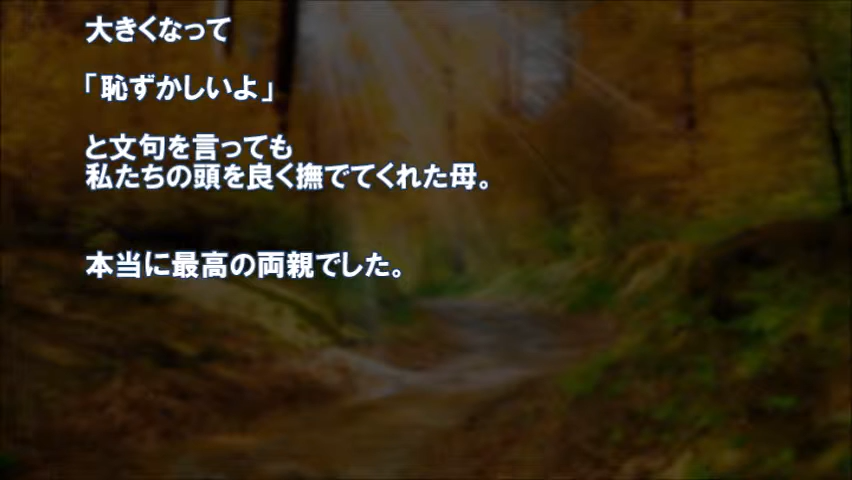 大きくなって
「恥ずかしいよ」
と文句を言っても
私たちの頭を良く撫でてくれた母。
本当に最高の両親でした。